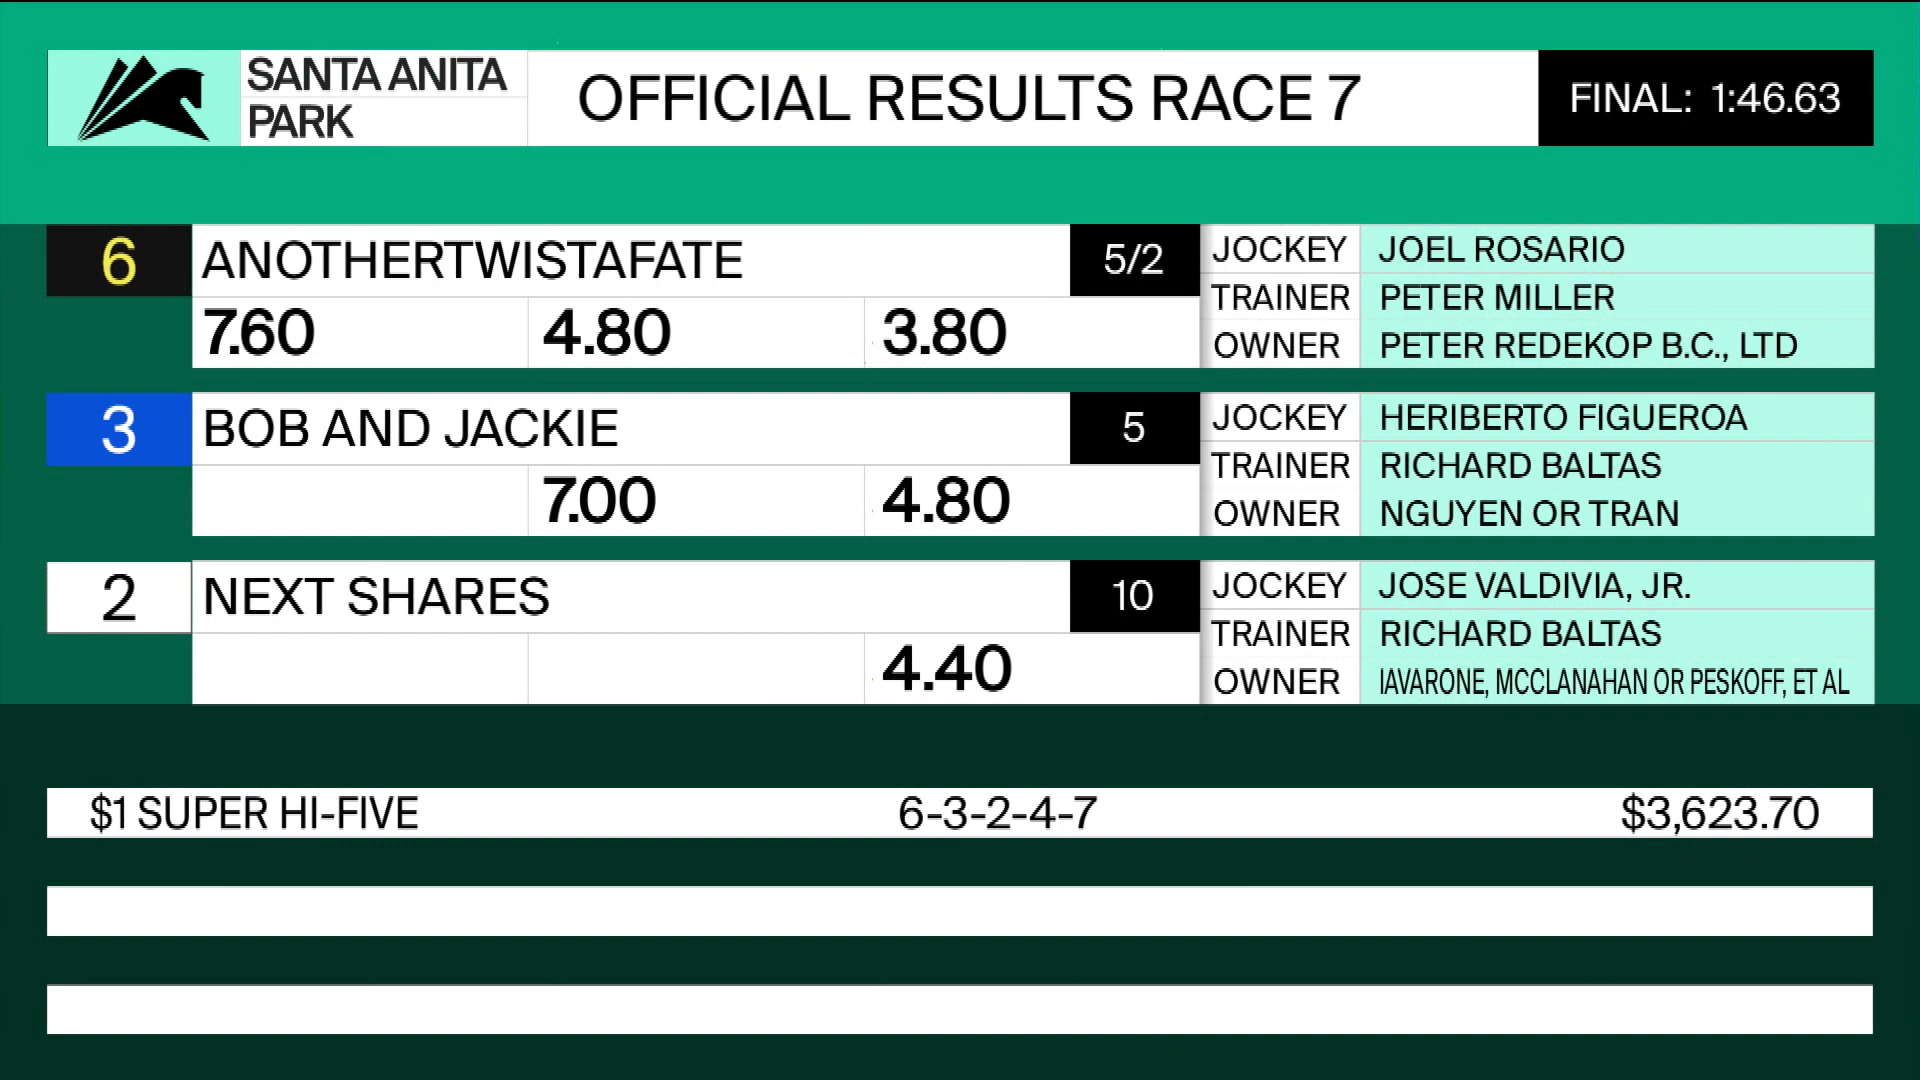 SANTA ANITA
PARK
OFFICIAL RESULTS RACE 7
FINAL: 1:46.63
6 ANOTHERTWISTAFATE 5/2
7.60 4.80 3.80
JOCKEY JOEL ROSARIO
TRAINER PETER MILLER
OWNER PETER REDEKOP B.C., LTD
3 BOB AND JACKIE 5
7.00 4.80
JOCKEY HERIBERTO FIGUEROA
TRAINER RICHARD BALTAS
OWNER NGUYEN OR TRAN
2 NEXT SHARES 10
4.40
JOCKEY JOSE VALDIVIA, JR.
TRAINER RICHARD BALTAS
OWNER IAVARONE, MCCLANAHAN OR PESKOFF, ET AL
$1 SUPER HI-FIVE 6-3-2-4-7 $3,623.70